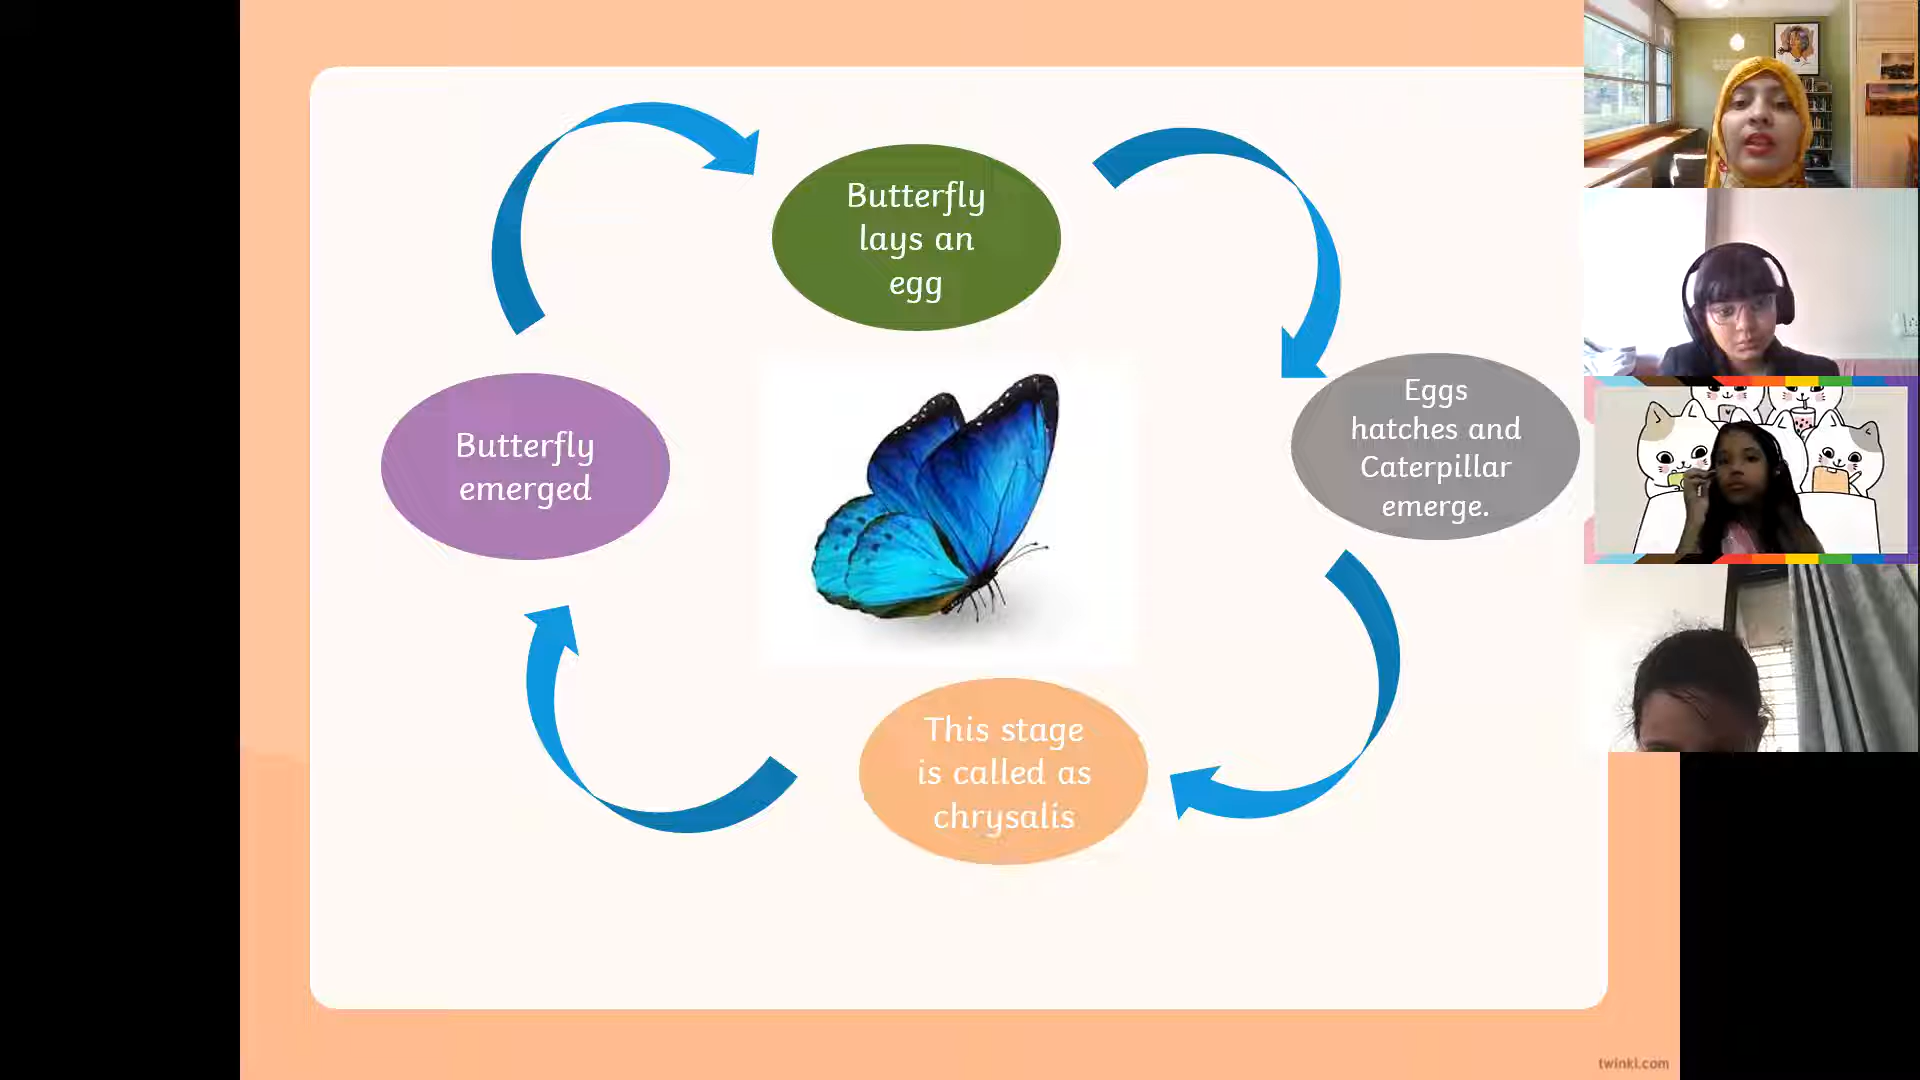 Butterfly
lays an
egg
Eggs
hatches and
Caterpillar
emerge.
This stage
is called as
chrysalis
Butterfly
emerged
twinkl.com